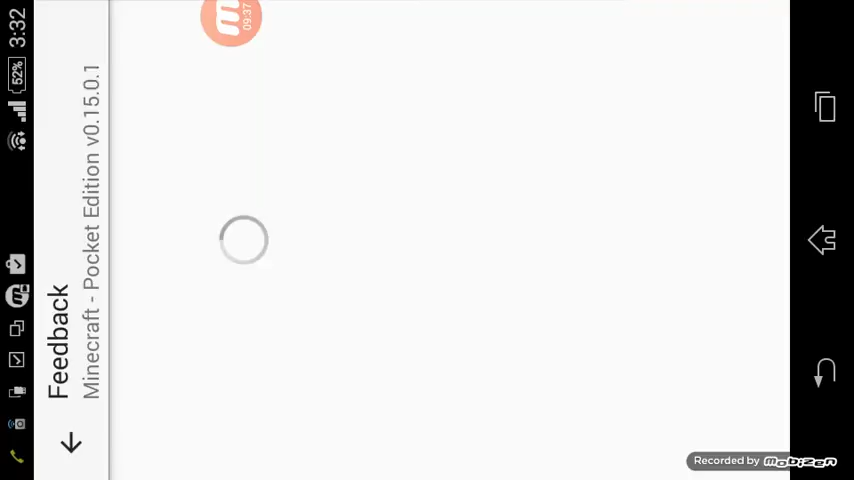 3:32
52%
09:37
Feedback
Minecraft - Pocket Edition v0.15.0.1
Recorded by mobizen